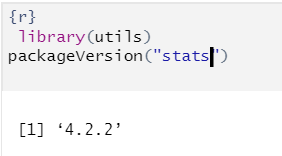 {r}
library(utils)
packageVersion("stats")
[1] ‘4.2.2’